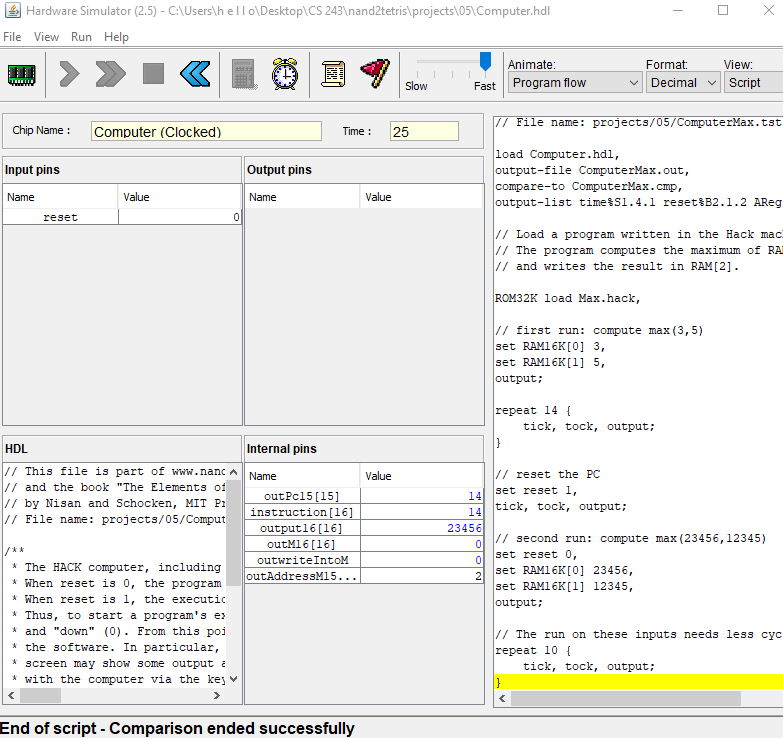 Hardware Simulator (2.5) - C:\Users\h e l l o\Desktop\CS 243\nand2tetris\projects\05\Computer.hdl
File View Run Help
Slow Fast
Animate: Format: View:
Program flow Decimal Script
Chip Name : Computer (Clocked) Time : 25
Input pins
Name Value
reset 0
Output pins
Name Value
HDL
// This file is part of www.nand
// and the book "The Elements of
// by Nisan and Schocken, MIT Pr
// File name: projects/05/Comput
/**
* The HACK computer, including
* When reset is 0, the program
* When reset is 1, the executio
* Thus, to start a program's ex
* and "down" (0). From this poi
* the software. In particular,
* screen may show some output a
* with the computer via the key
Internal pins
Name Value
outPc15[15] 14
instruction[16] 14
output16[16] 23456
outM16[16] 0
outwriteIntoM 0
outAddressM15... 2
// File name: projects/05/ComputerMax.tst
load Computer.hdl,
output-file ComputerMax.out,
compare-to ComputerMax.cmp,
output-list time%S1.4.1 reset%B2.1.2 AReg
// Load a program written in the Hack mac
// The program computes the maximum of RA
// and writes the result in RAM[2].
ROM32K load Max.hack,
// first run: compute max(3,5)
set RAM16K[0] 3,
set RAM16K[1] 5,
output;
repeat 14 {
tick, tock, output;
}
// reset the PC
set reset 1,
tick, tock, output;
// second run: compute max(23456,12345)
set reset 0,
set RAM16K[0] 23456,
set RAM16K[1] 12345,
output;
// The run on these inputs needs less cyc
repeat 10 {
tick, tock, output;
}
End of script - Comparison ended successfully